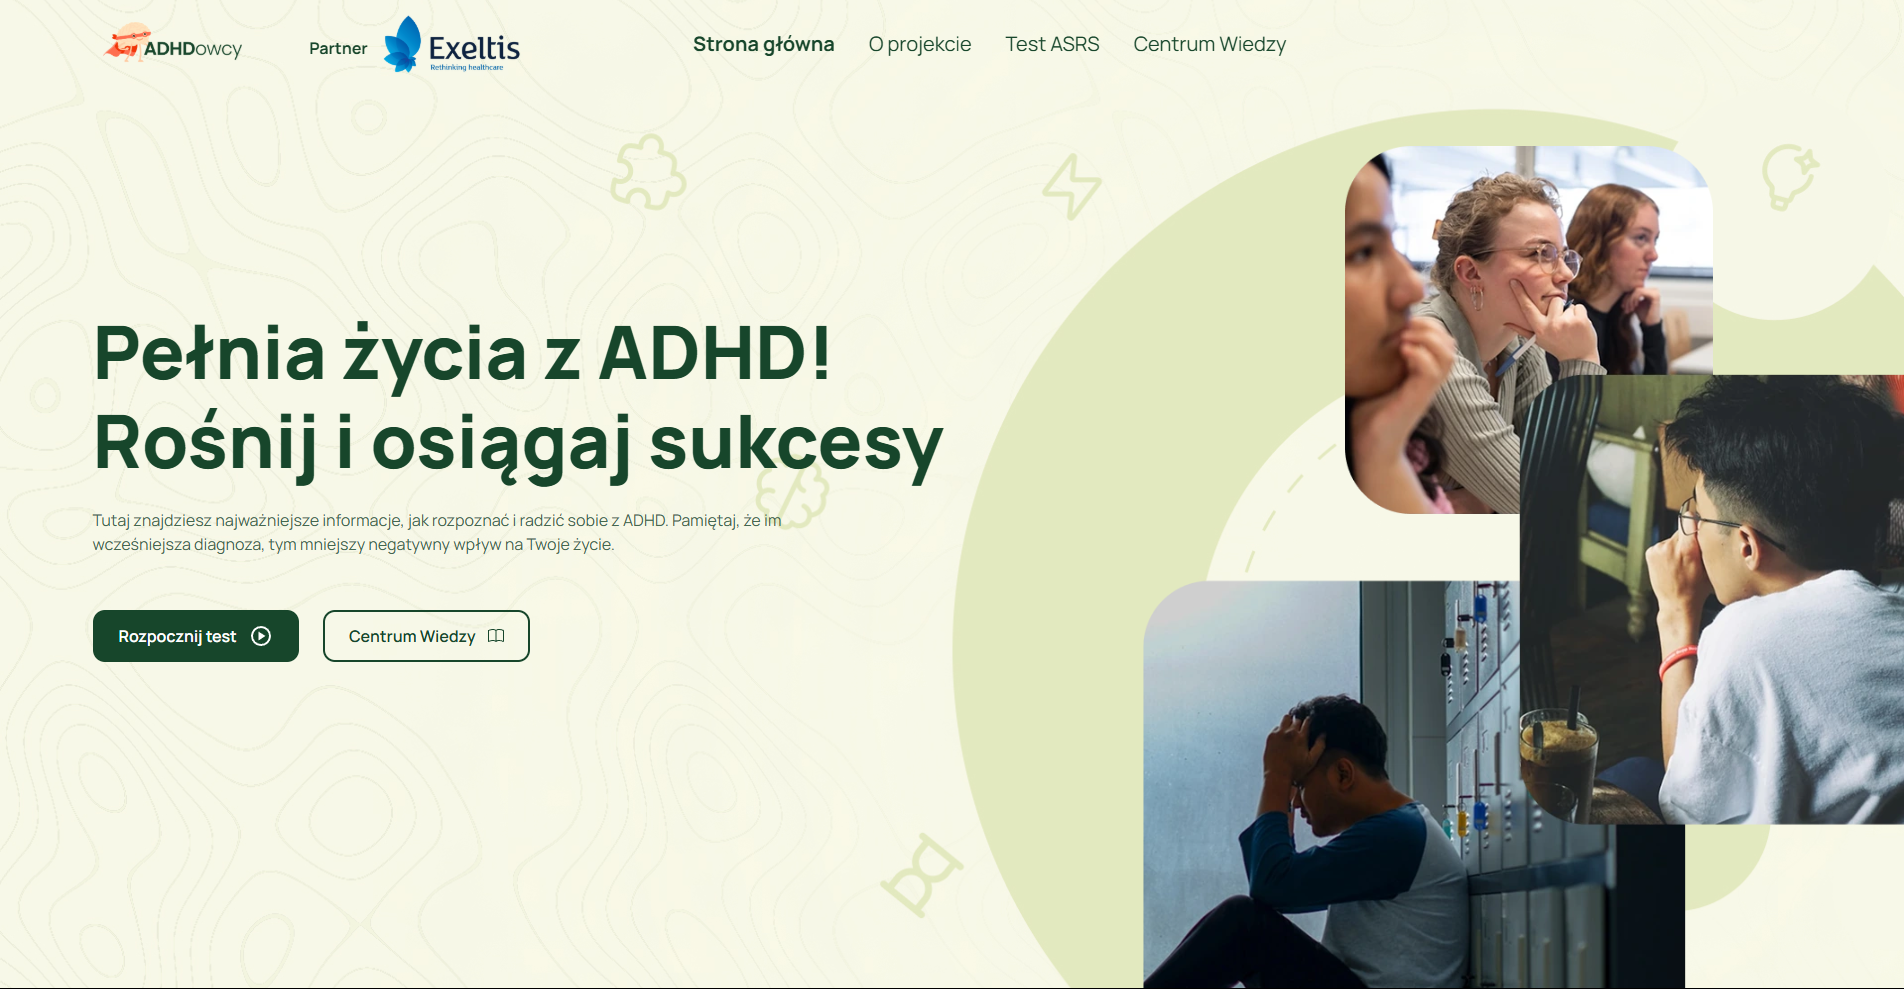 ADHDowcy
Partner
Exeltis
Rethinking healthcare
Strona główna
O projekcie
Test ASRS
Centrum Wiedzy
Pełnia życia z ADHD!
Rośnij i osiągaj sukcesy
Tutaj znajdziesz najważniejsze informacje, jak rozpoznać i radzić sobie z ADHD. Pamiętaj, że im
wcześniejsza diagnoza, tym mniejszy negatywny wpływ na Twoje życie.
Rozpocznij test
Centrum Wiedzy